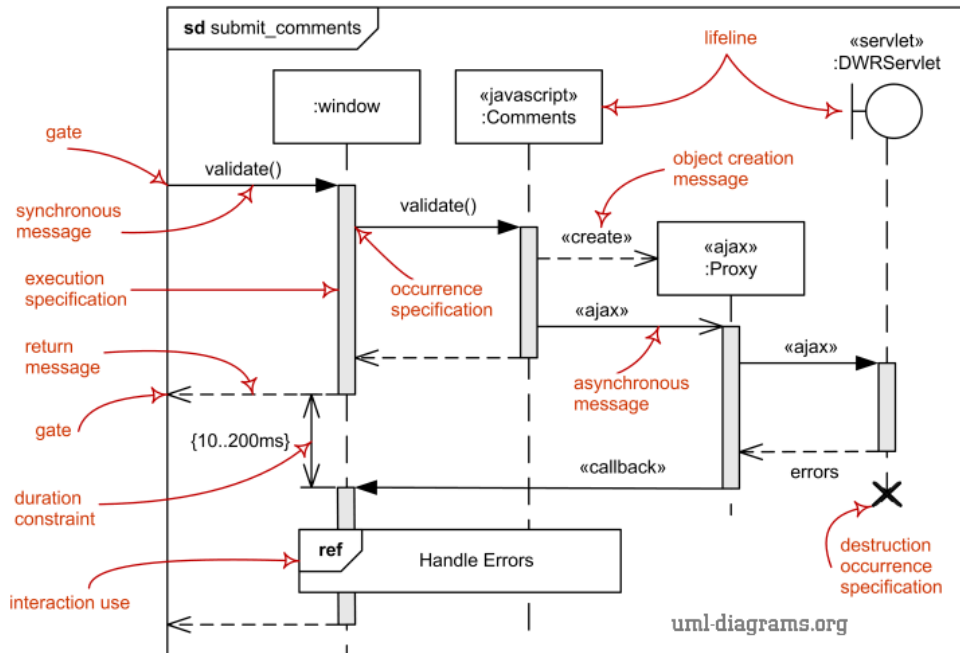 sd submit_comments
lifeline
«servlet»
:DWRServlet
:window
«javascript»
:Comments
gate
validate()
object creation
message
synchronous
message
validate()
«create»
«ajax»
:Proxy
execution
specification
occurrence
specification
«ajax»
return
message
«ajax»
asynchronous
message
gate
{10..200ms}
«callback»
errors
duration
constraint
ref
Handle Errors
destruction
occurrence
specification
interaction use
uml-diagrams.org